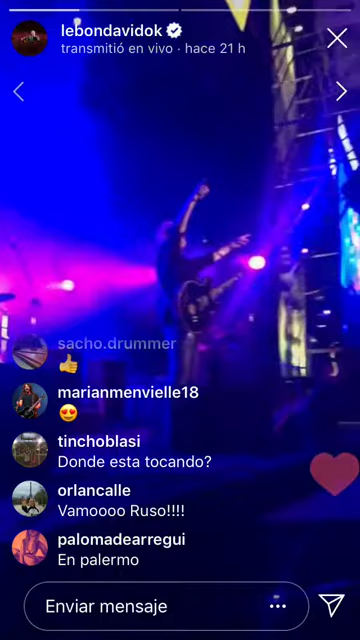 lebondavidok
transmitió en vivo · hace 21 h
sacho.drummer
👍
marianmenvielle18
😍
tinchoblasi
Donde esta tocando?
orlancalle
Vamoooo Ruso!!!!
palomadearregui
En palermo
Enviar mensaje